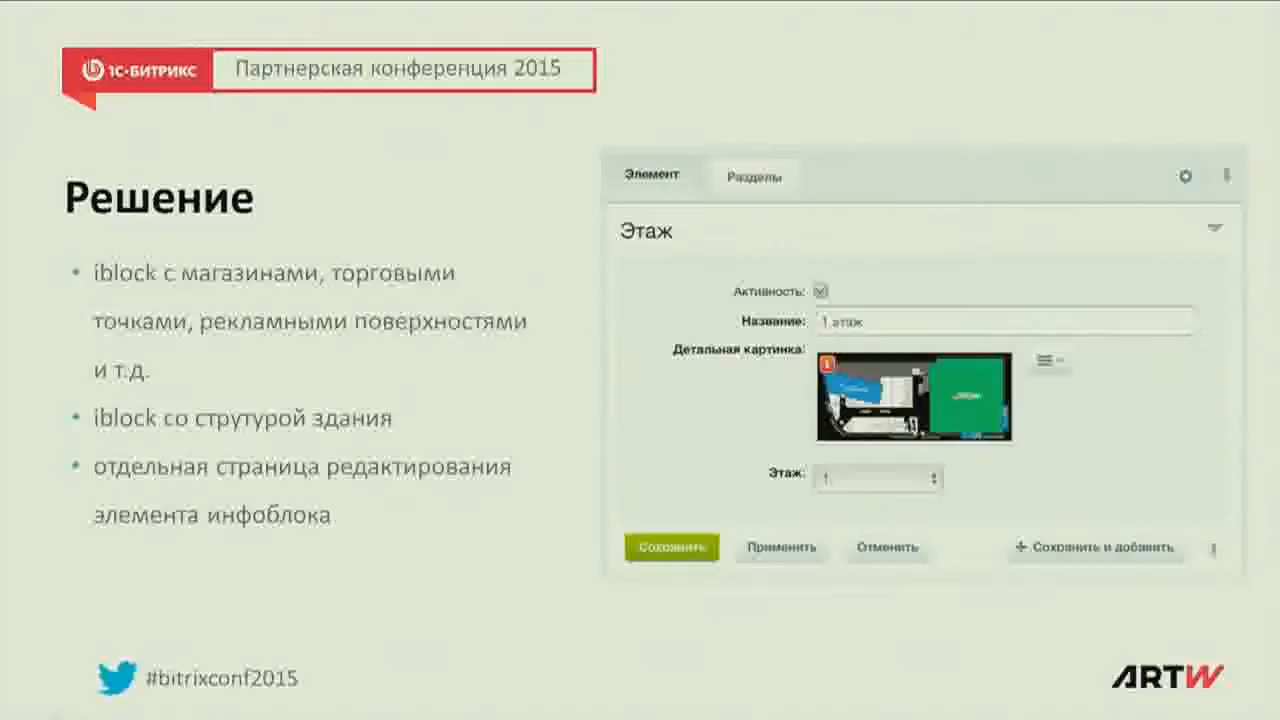 1С-БИТРИКС Партнерская конференция 2015
Решение
• iblock с магазинами, торговыми
точками, рекламными поверхностями
и т.д.
• iblock со струтурой здания
• отдельная страница редактирования
элемента инфоблока
Элемент Разделы
Этаж
Активность:
Название: 1 этаж
Детальная картинка:
1
Этаж: 1
Сохранить Применить Отменить + Сохранить и добавить
#bitrixconf2015
ARTW